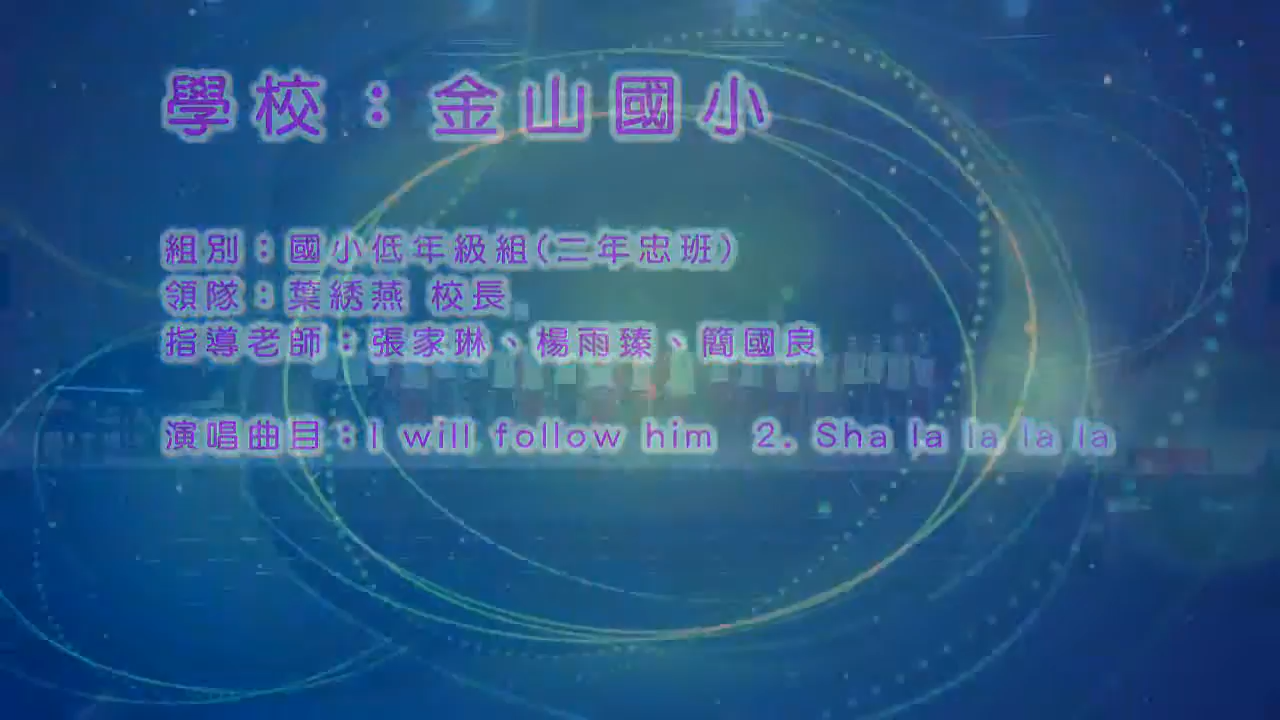 學校：金山國小
組別：國小低年級組(二年忠班)
領隊：葉綉燕 校長
指導老師：張家琳、楊雨臻、簡國良
演唱曲目：I will follow him 2. Sha la la la la